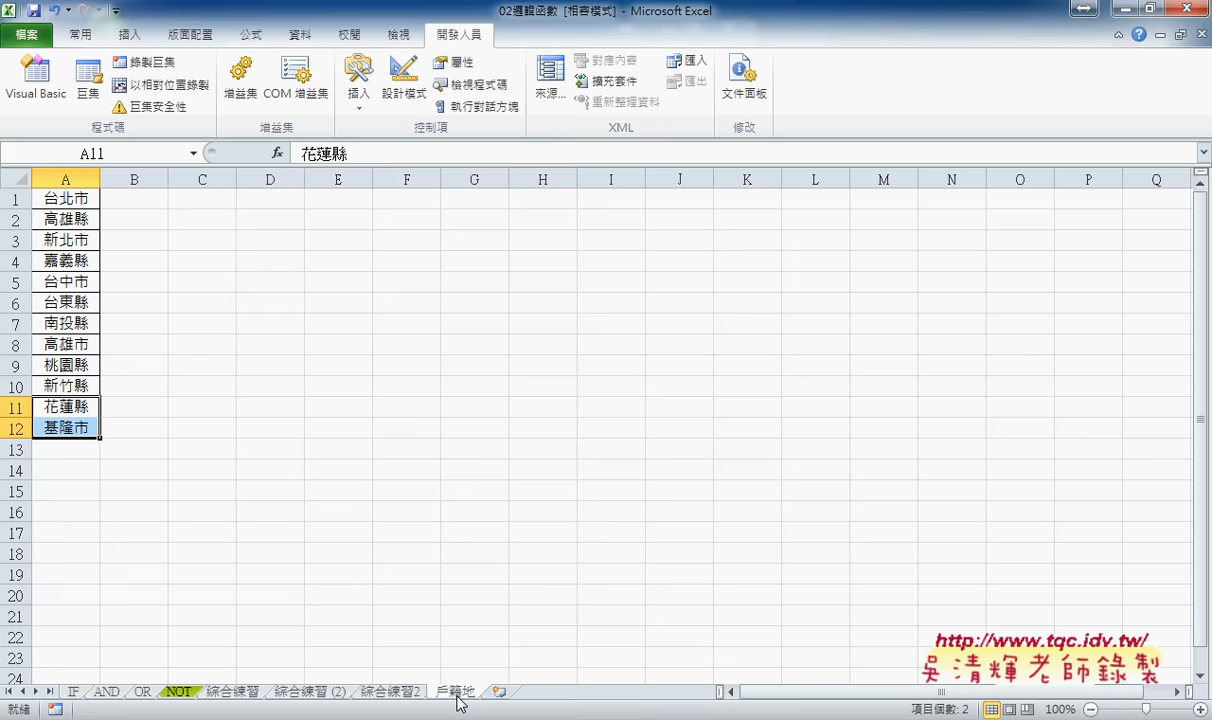 02邏輯函數 [相容模式] - Microsoft Excel
檔案 常用 插入 版面配置 公式 資料 校閱 檢視 開發人員
Visual Basic 巨集 錄製巨集 以相對位置錄製 巨集安全性 程式碼
增益集 COM 增益集 增益集
插入 設計模式 屬性 檢視程式碼 執行對話方塊 控制項
來源... 對應內容 擴充套件 重新整理資料 匯入 匯出 XML
文件面板 修改
A11 fx 花蓮縣
A B C D E F G H I J K L M N O P Q
1 台北市
2 高雄縣
3 新北市
4 嘉義縣
5 台中市
6 台東縣
7 南投縣
8 高雄市
9 桃園縣
10 新竹縣
11 花蓮縣
12 基隆市
13
14
15
16
17
18
19
20
21
22
23
24
http://www.tqc.idv.tw/
吳清輝老師錄製
IF AND OR NOT 綜合練習 綜合練習 (2) 綜合練習2 戶籍地
就緒 項目個數: 2 100%